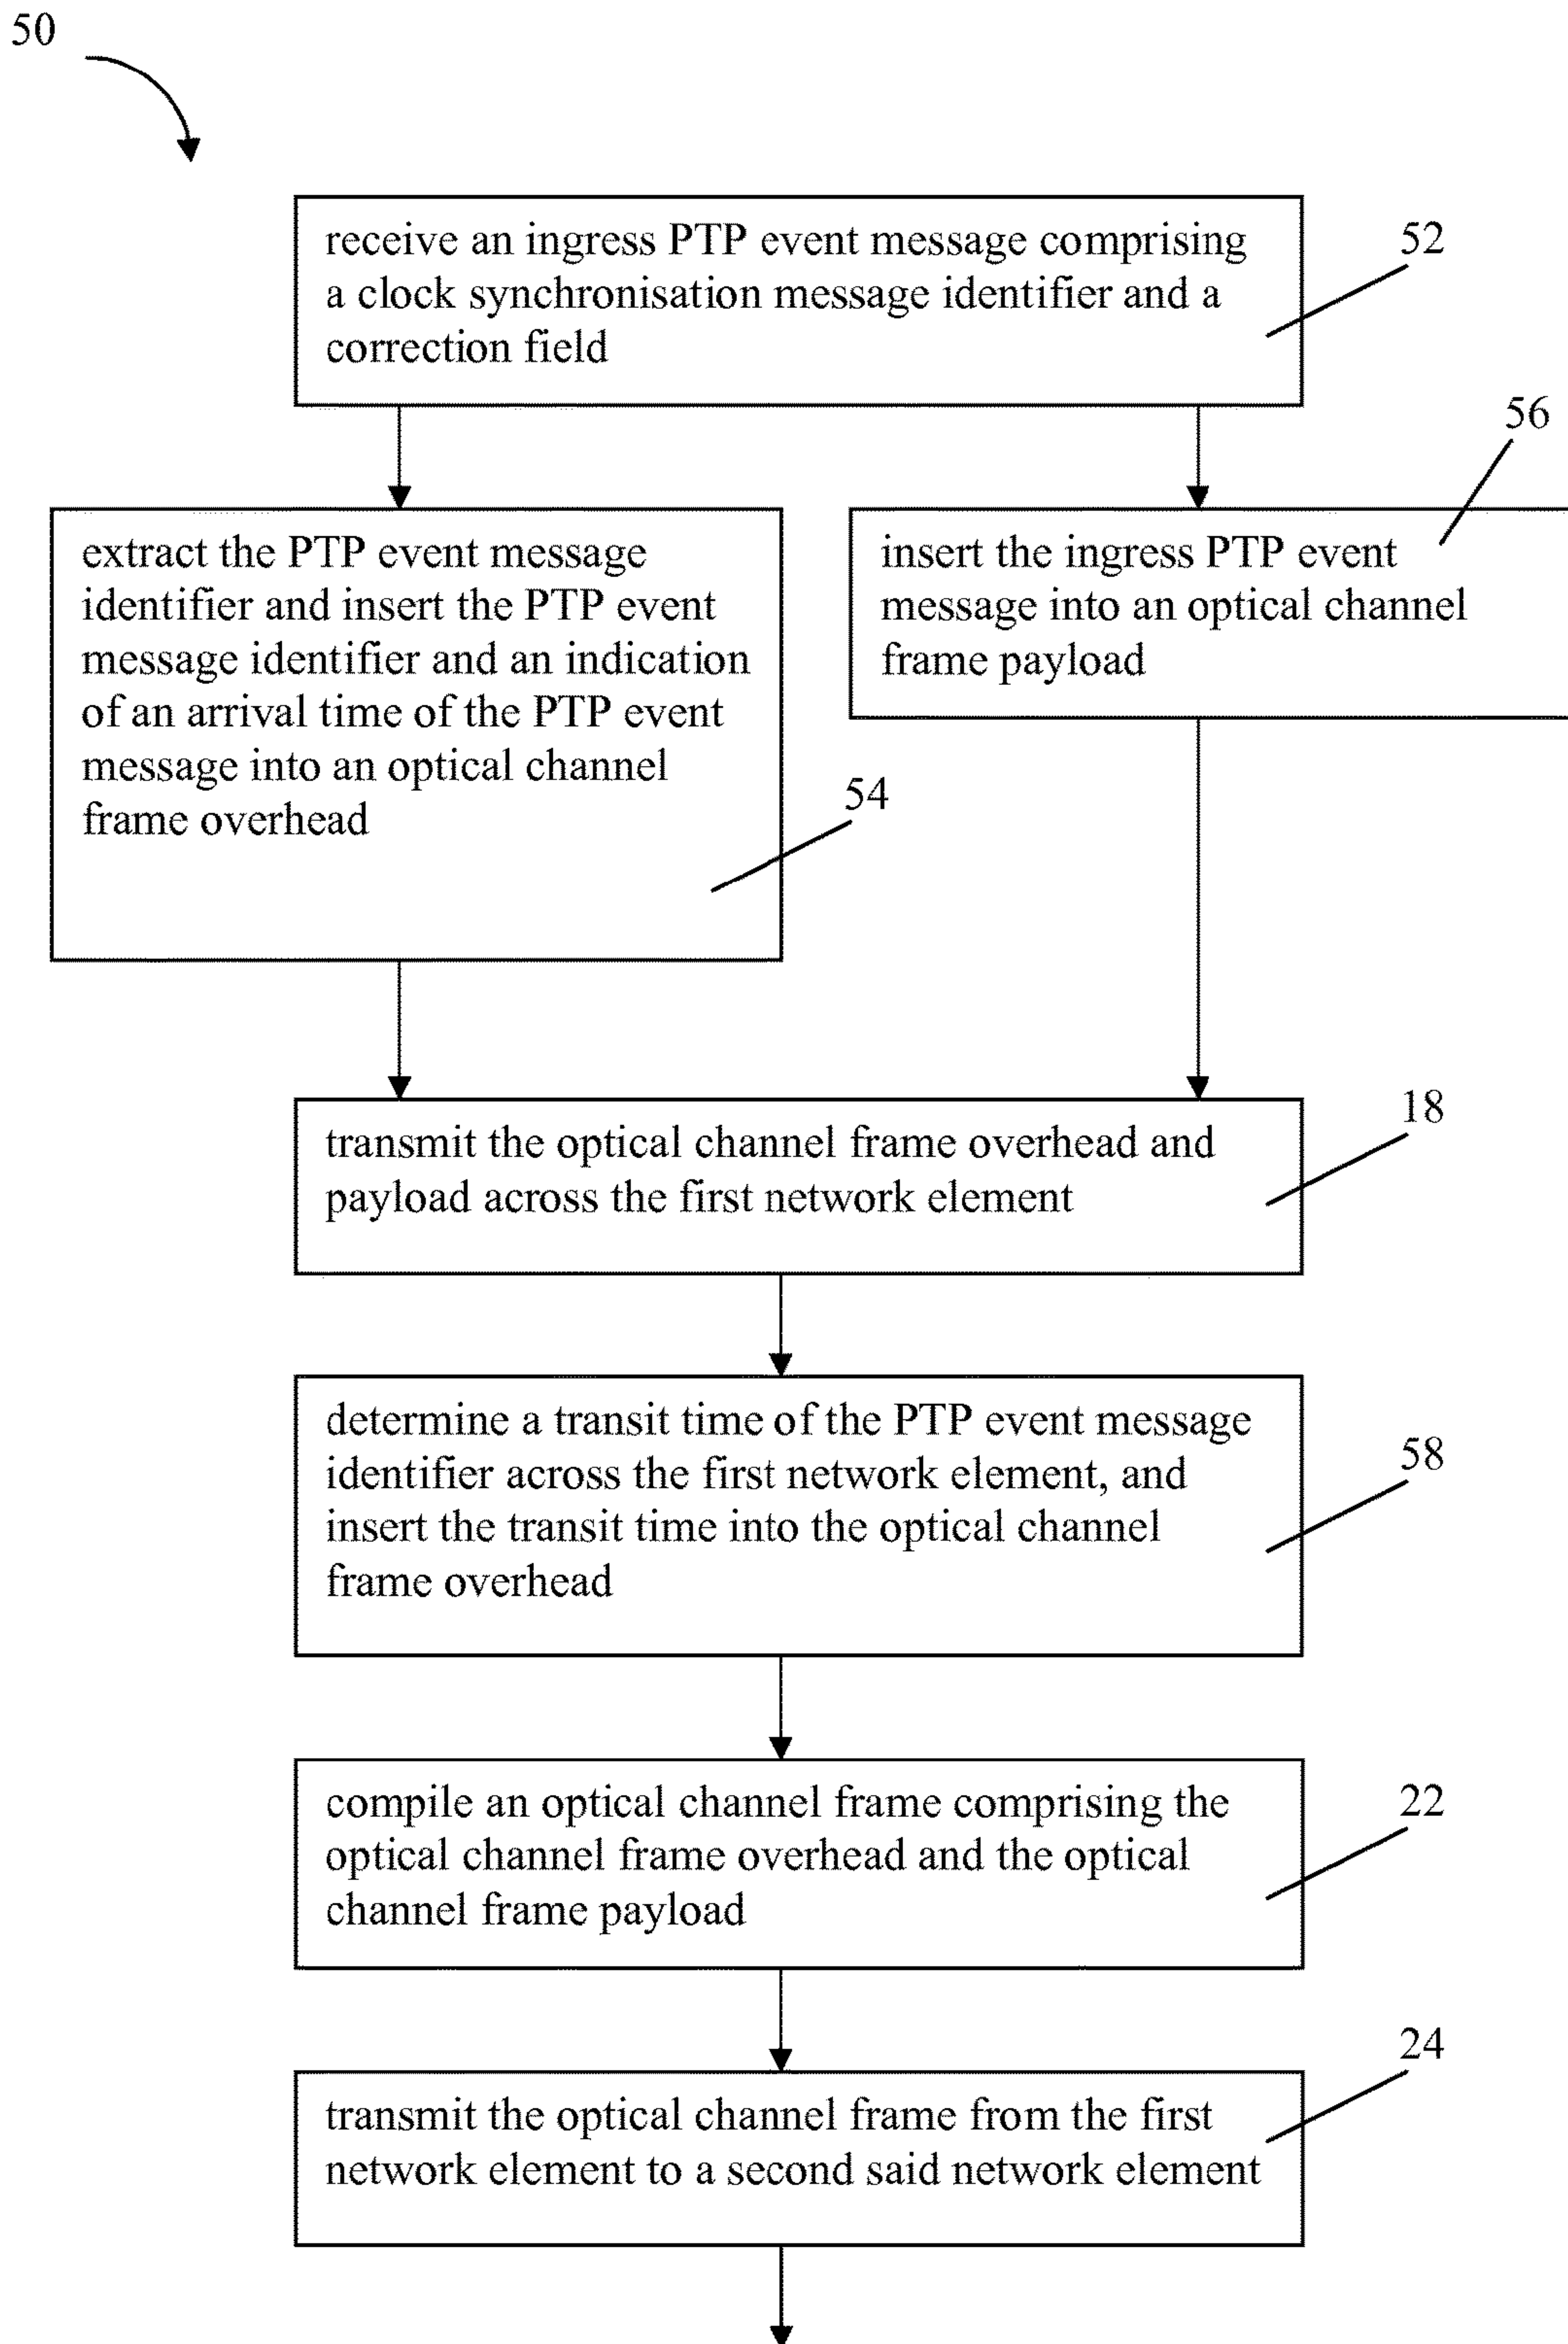 50
receive an ingress PTP event message comprising
a clock synchronisation message identifier and a
correction field
52
56
extract the PTP event message
identifier and insert the PTP event
message identifier and an indication
of an arrival time of the PTP event
message into an optical channel
frame overhead
54
insert the ingress PTP event
message into an optical channel
frame payload
transmit the optical channel frame overhead and
payload across the first network element
18
determine a transit time of the PTP event message
identifier across the first network element, and
insert the transit time into the optical channel
frame overhead
58
compile an optical channel frame comprising the
optical channel frame overhead and the optical
channel frame payload
22
transmit the optical channel frame from the first
network element to a second said network element
24